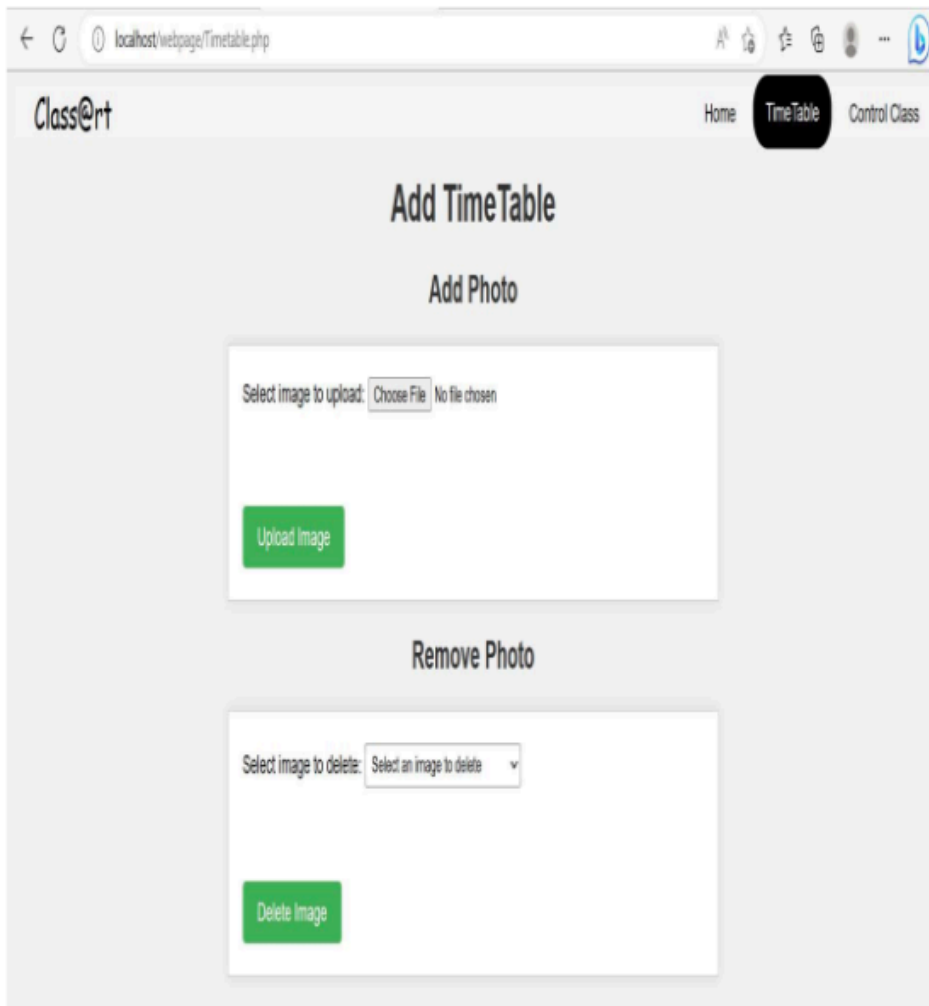 localhost/webpage/Timetable.php
Class@rt
Home TimeTable Control Class
Add TimeTable
Add Photo
Select image to upload: Choose File No file chosen
Upload Image
Remove Photo
Select image to delete: Select an image to delete
Delete Image